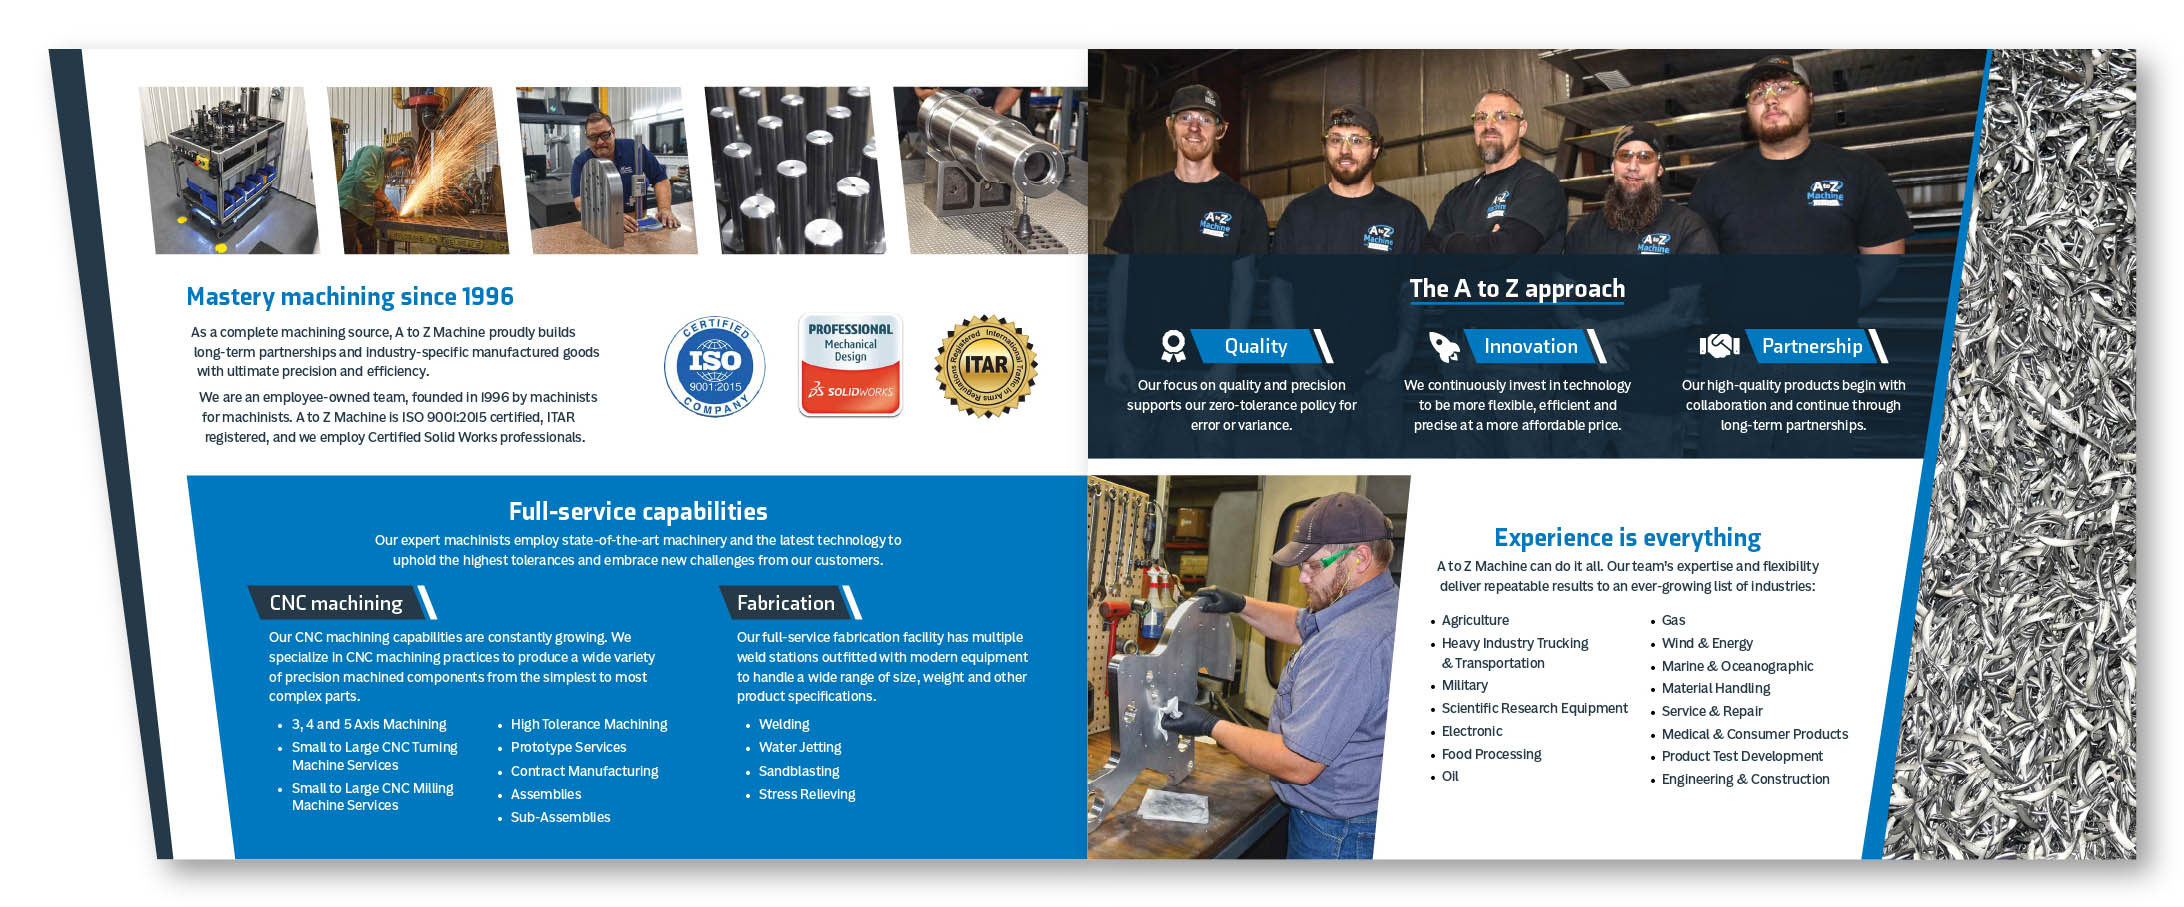 Mastery machining since 1996
As a complete machining source, A to Z Machine proudly builds
long-term partnerships and industry-specific manufactured goods
with ultimate precision and efficiency.
We are an employee-owned team, founded in 1996 by machinists
for machinists. A to Z Machine is ISO 9001:2015 certified, ITAR
registered, and we employ Certified Solid Works professionals.
CERTIFIED
ISO
9001:2015
COMPANY
PROFESSIONAL
Mechanical
Design
SOLIDWORKS
Registered International
ITAR
Traffic in Arms Regulations
Full-service capabilities
Our expert machinists employ state-of-the-art machinery and the latest technology to
uphold the highest tolerances and embrace new challenges from our customers.
CNC machining
Our CNC machining capabilities are constantly growing. We
specialize in CNC machining practices to produce a wide variety
of precision machined components from the simplest to most
complex parts.
• 3, 4 and 5 Axis Machining
• Small to Large CNC Turning
Machine Services
• Small to Large CNC Milling
Machine Services
• High Tolerance Machining
• Prototype Services
• Contract Manufacturing
• Assemblies
• Sub-Assemblies
Fabrication
Our full-service fabrication facility has multiple
weld stations outfitted with modern equipment
to handle a wide range of size, weight and other
product specifications.
• Welding
• Water Jetting
• Sandblasting
• Stress Relieving
A to Z
Machine
A to Z
Machine
A to Z
Machine
A to Z
Machine
A to Z
Machine
The A to Z approach
Quality
Our focus on quality and precision
supports our zero-tolerance policy for
error or variance.
Innovation
We continuously invest in technology
to be more flexible, efficient and
precise at a more affordable price.
Partnership
Our high-quality products begin with
collaboration and continue through
long-term partnerships.
Experience is everything
A to Z Machine can do it all. Our team's expertise and flexibility
deliver repeatable results to an ever-growing list of industries:
• Agriculture
• Heavy Industry Trucking
& Transportation
• Military
• Scientific Research Equipment
• Electronic
• Food Processing
• Oil
• Gas
• Wind & Energy
• Marine & Oceanographic
• Material Handling
• Service & Repair
• Medical & Consumer Products
• Product Test Development
• Engineering & Construction